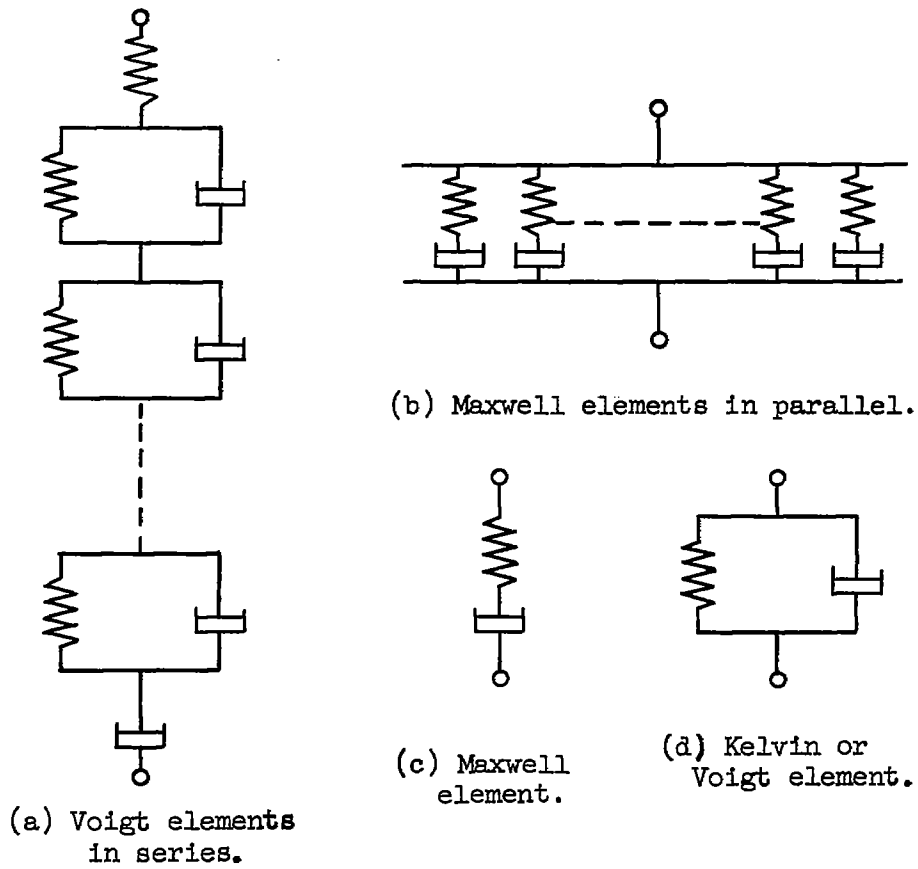 (b) Maxwell elements in parallel.
(c) Maxwell
element.
(d) Kelvin or
Voigt element.
(a) Voigt elements
in series.